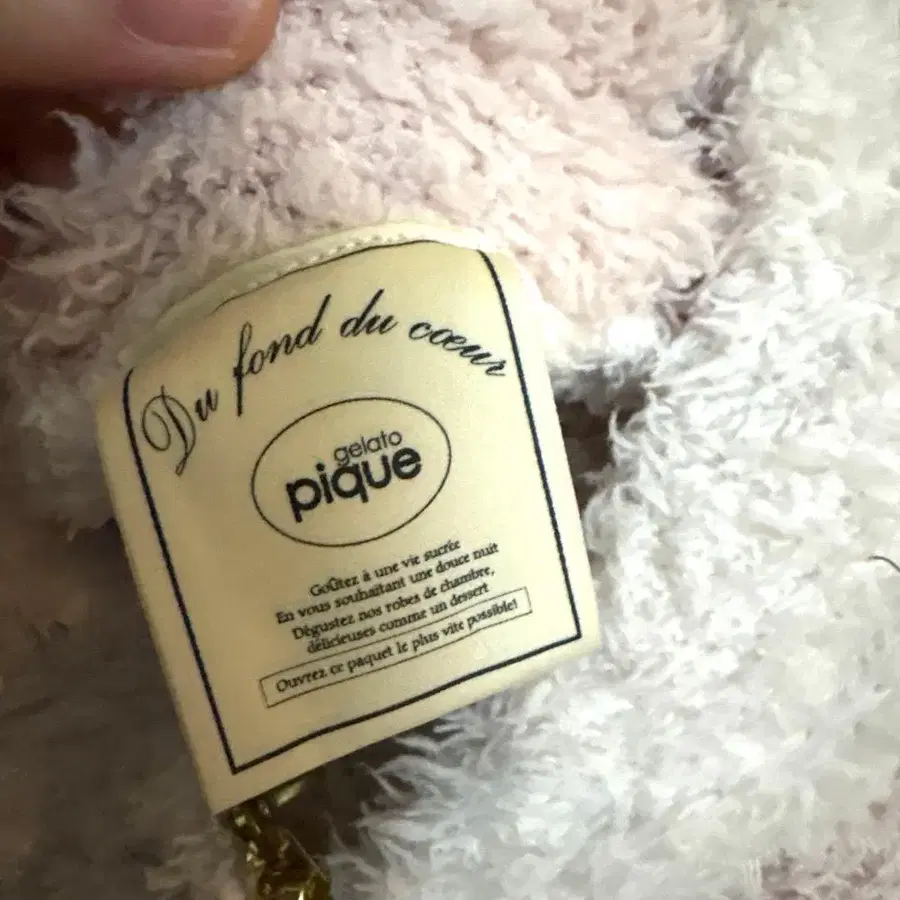 Du fond du cœur
gelato
pique
Goûtez à une vie sucrée
En vous souhaitant une douce nuit
Dégustez nos robes de chambre,
délicieuses comme un dessert
Ouvrez ce paquet le plus vite possible!